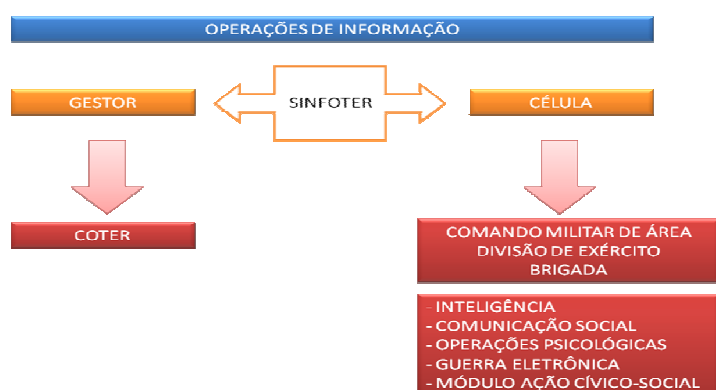 OPERAÇÕES DE INFORMAÇÃO
GESTOR
SINFOTER
CÉLULA
COTER
COMANDO MILITAR DE ÁREA
DIVISÃO DE EXÉRCITO
BRIGADA
- INTELIGÊNCIA
- COMUNICAÇÃO SOCIAL
- OPERAÇÕES PSICOLÓGICAS
- GUERRA ELETRÔNICA
- MÓDULO AÇÃO CÍVICO-SOCIAL